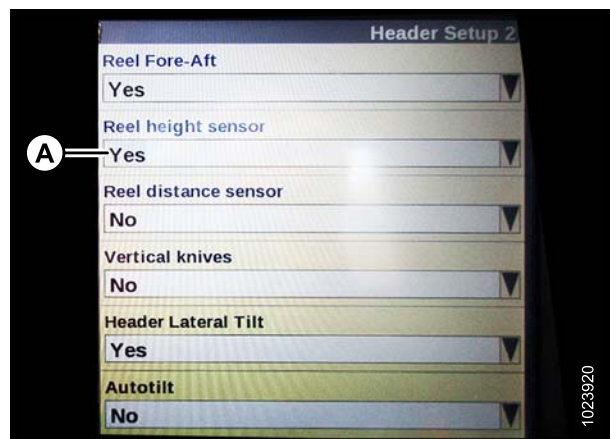 Header Setup 2
Reel Fore-Aft
Yes
Reel height sensor
A
Yes
Reel distance sensor
No
Vertical knives
No
Header Lateral Tilt
Yes
Autotilt
No
1023920